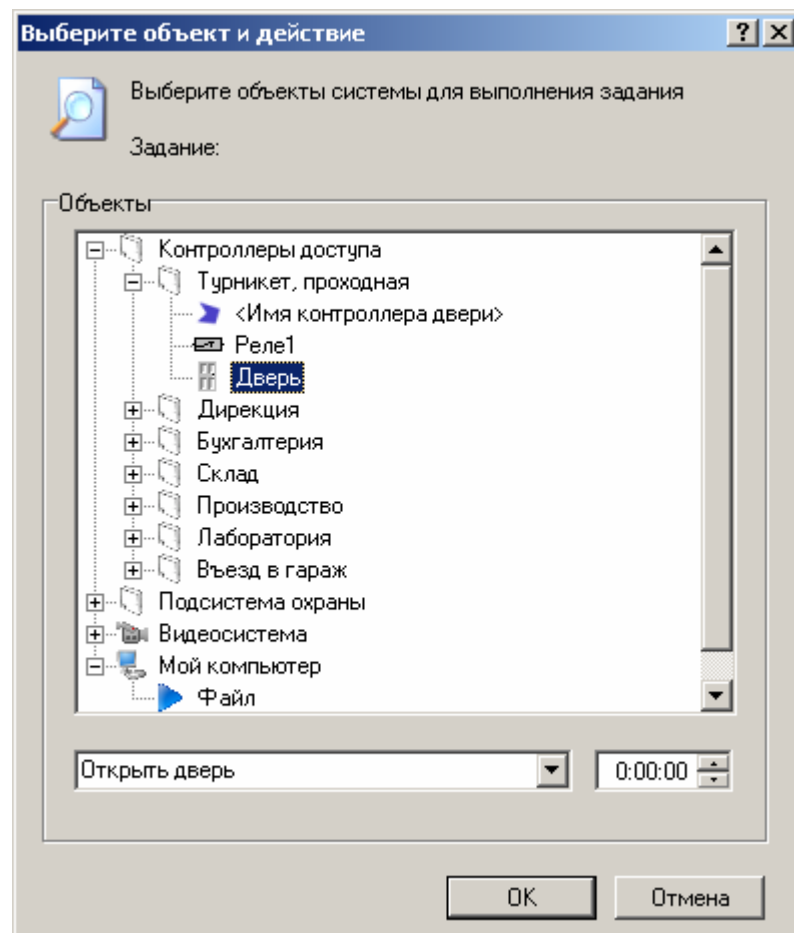 Выберите объект и действие
Выберите объекты системы для выполнения задания
Задание:
Объекты
Контроллеры доступа
Турникет, проходная
<Имя контроллера двери>
Реле1
Дверь
Дирекция
Бухгалтерия
Склад
Производство
Лаборатория
Въезд в гараж
Подсистема охраны
Видеосистема
Мой компьютер
Файл
Открыть дверь 0:00:00
OK Отмена